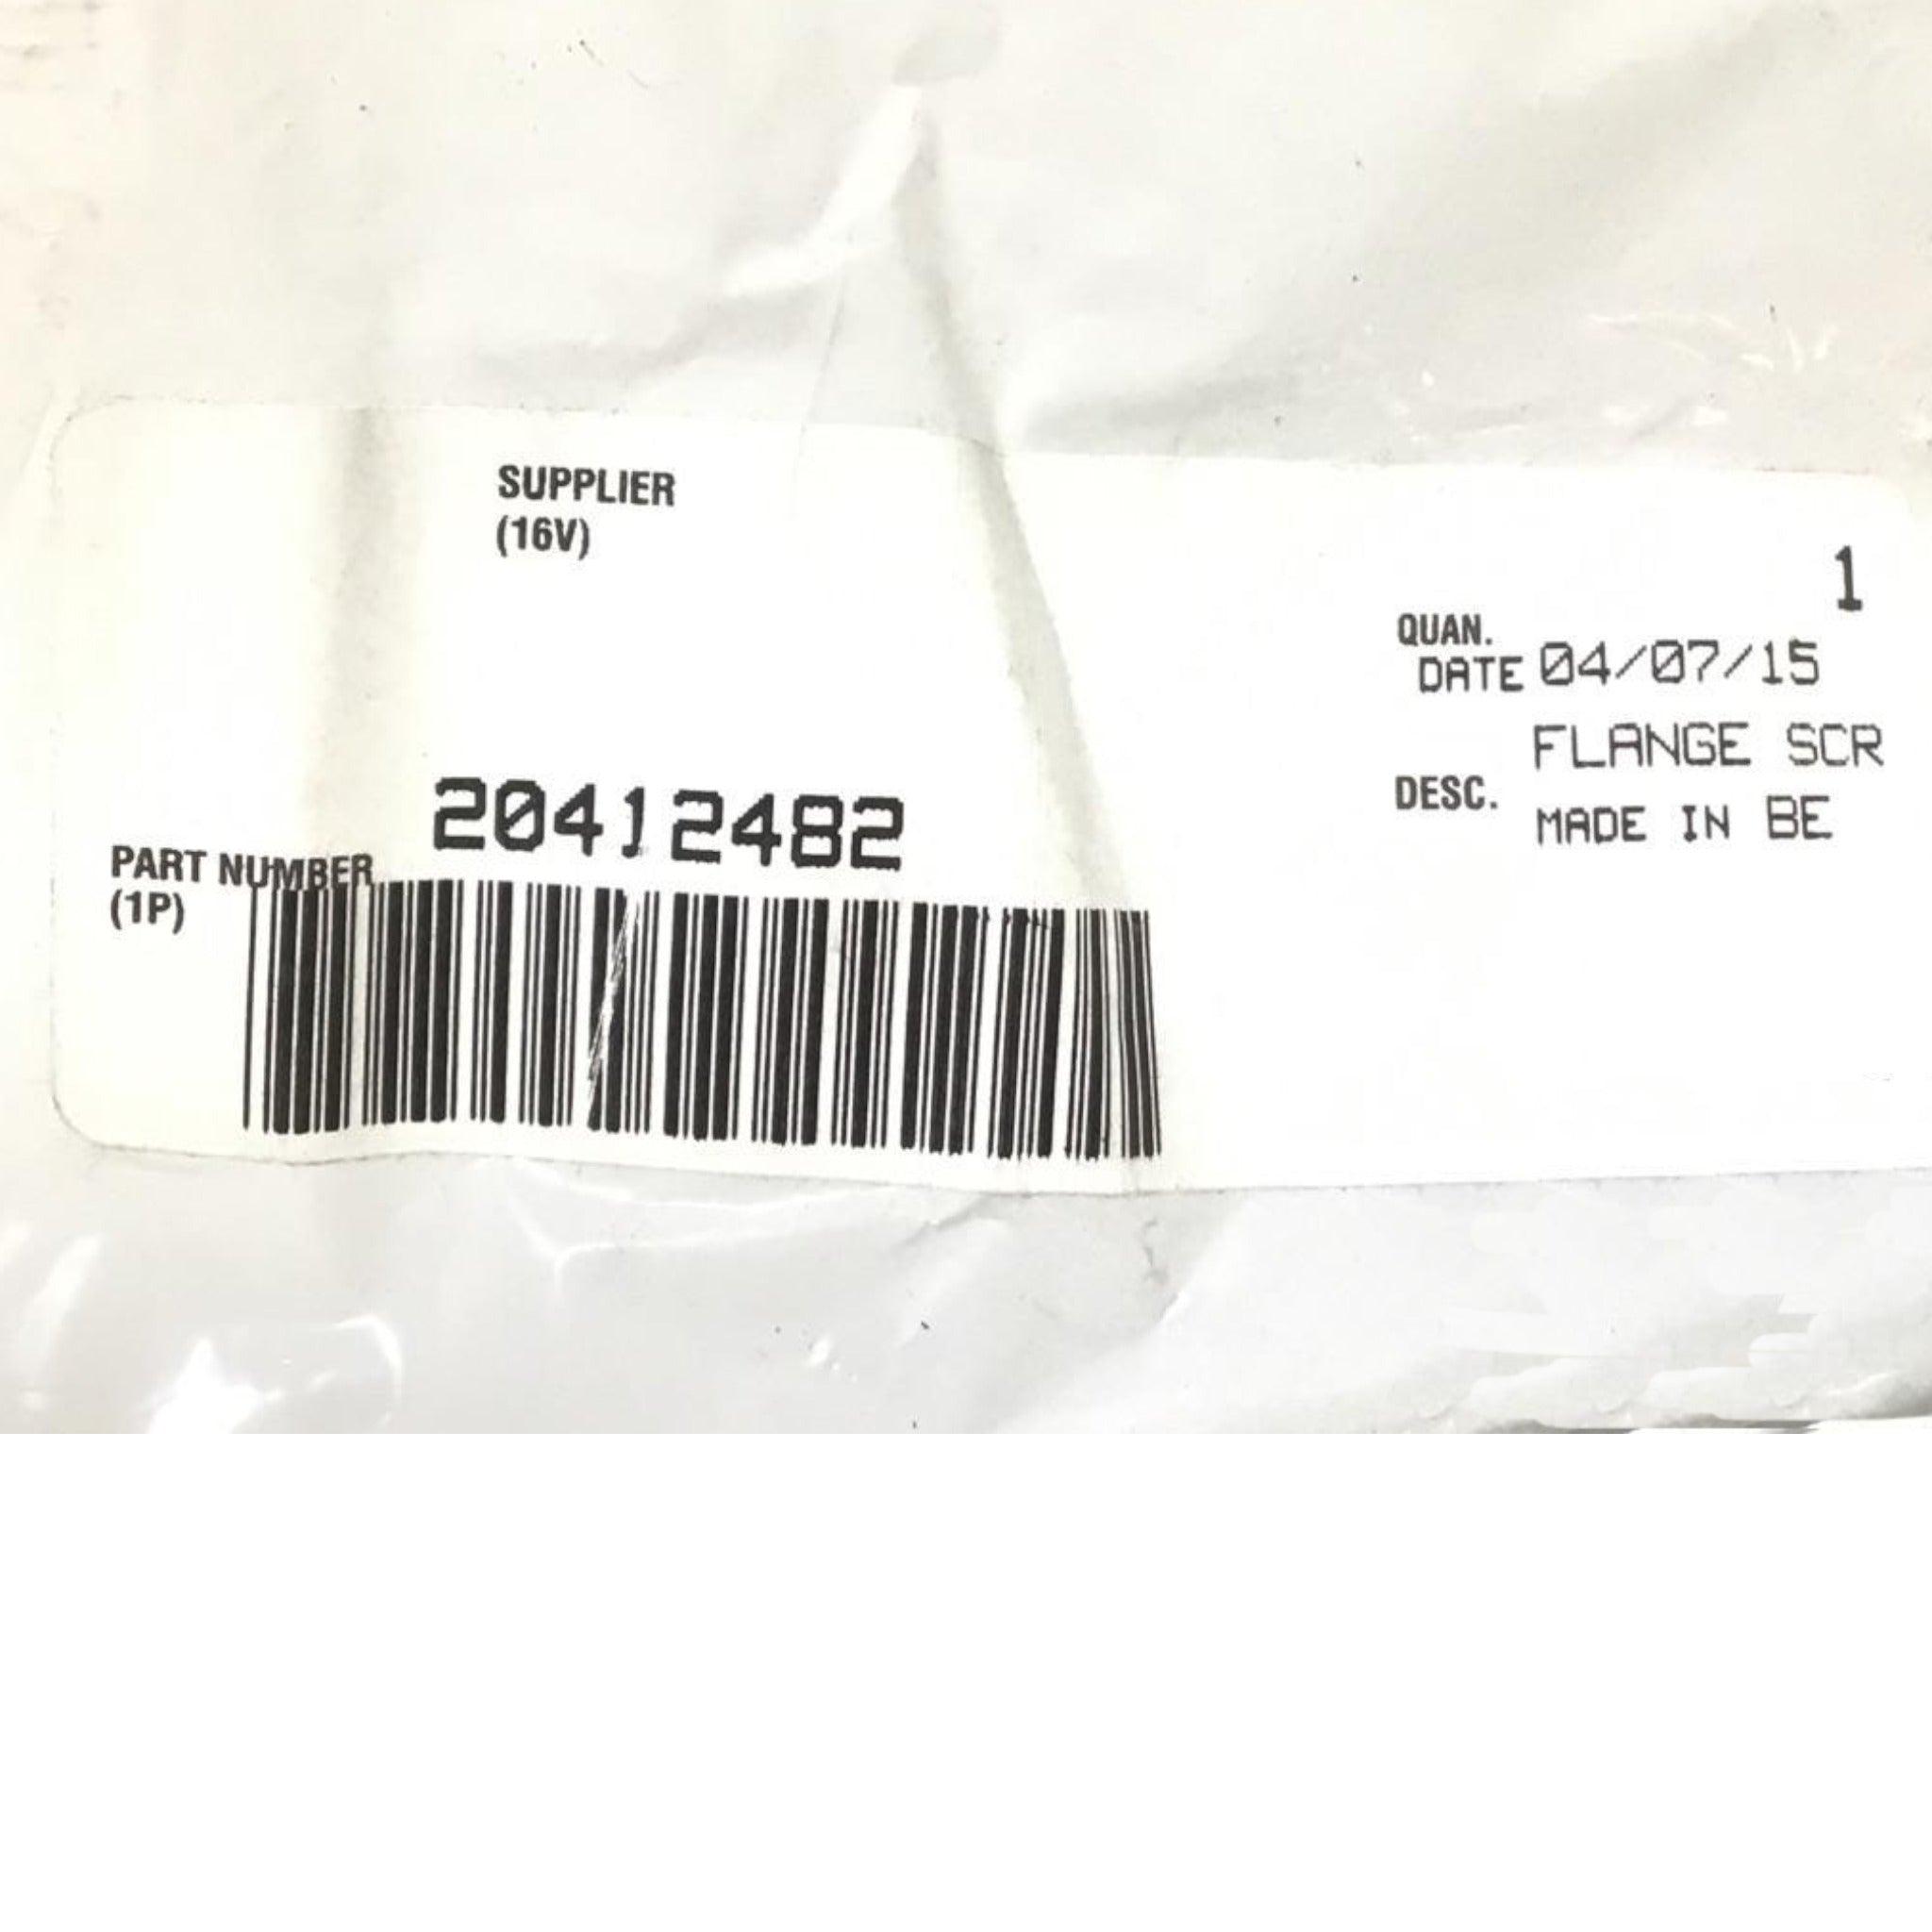 SUPPLIER
(16V)
1
QUAN.
DATE 04/07/15
FLANGE SCR
DESC.
MADE IN BE
20412482
PART NUMBER
(1P)